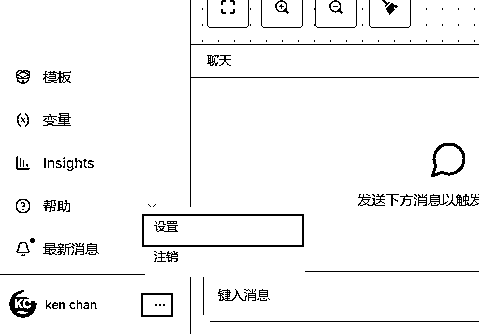 聊天
模板
变量
Insights
帮助
最新消息
设置
注销
ken chan
发送下方消息以触发
键入消息